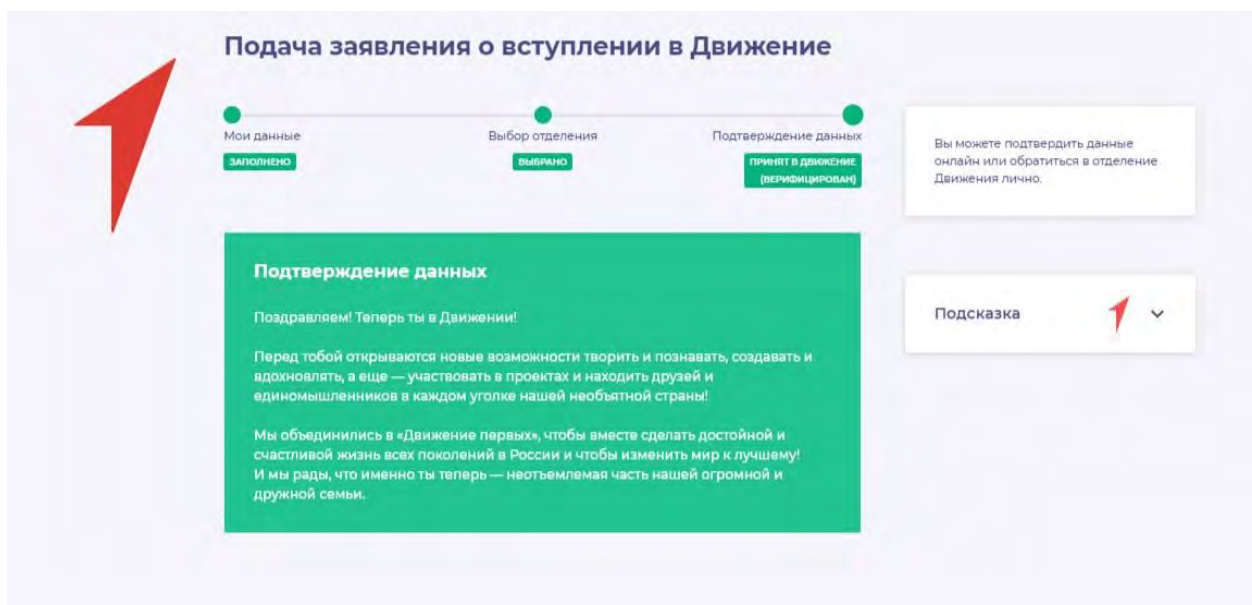 Подача заявления о вступлении в Движение
Мои данные
ЗАПОЛНЕНО
Выбор отделения
ВЫБРАНО
Подтверждение данных
ПРИНЯТ В ДВИЖЕНИЕ
(ВЕРИФИЦИРОВАН)
Вы можете подтвердить данные
онлайн или обратиться в отделение
Движения лично.
Подтверждение данных
Поздравляем! Теперь ты в Движении!
Перед тобой открываются новые возможности творить и познавать, создавать и
вдохновлять, а еще — участвовать в проектах и находить друзей и
единомышленников в каждом уголке нашей необъятной страны!
Мы объединились в «Движение первых», чтобы вместе сделать достойной и
счастливой жизнь всех поколений в России и чтобы изменить мир к лучшему!
И мы рады, что именно ты теперь — неотъемлемая часть нашей огромной и
дружной семьи.
Подсказка